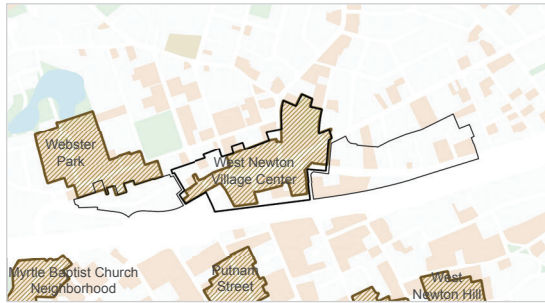 Webster
Park
West Newton
Village Center
Myrtle Baptist Church
Neighborhood
Putnam
Street
West
Newton Hill